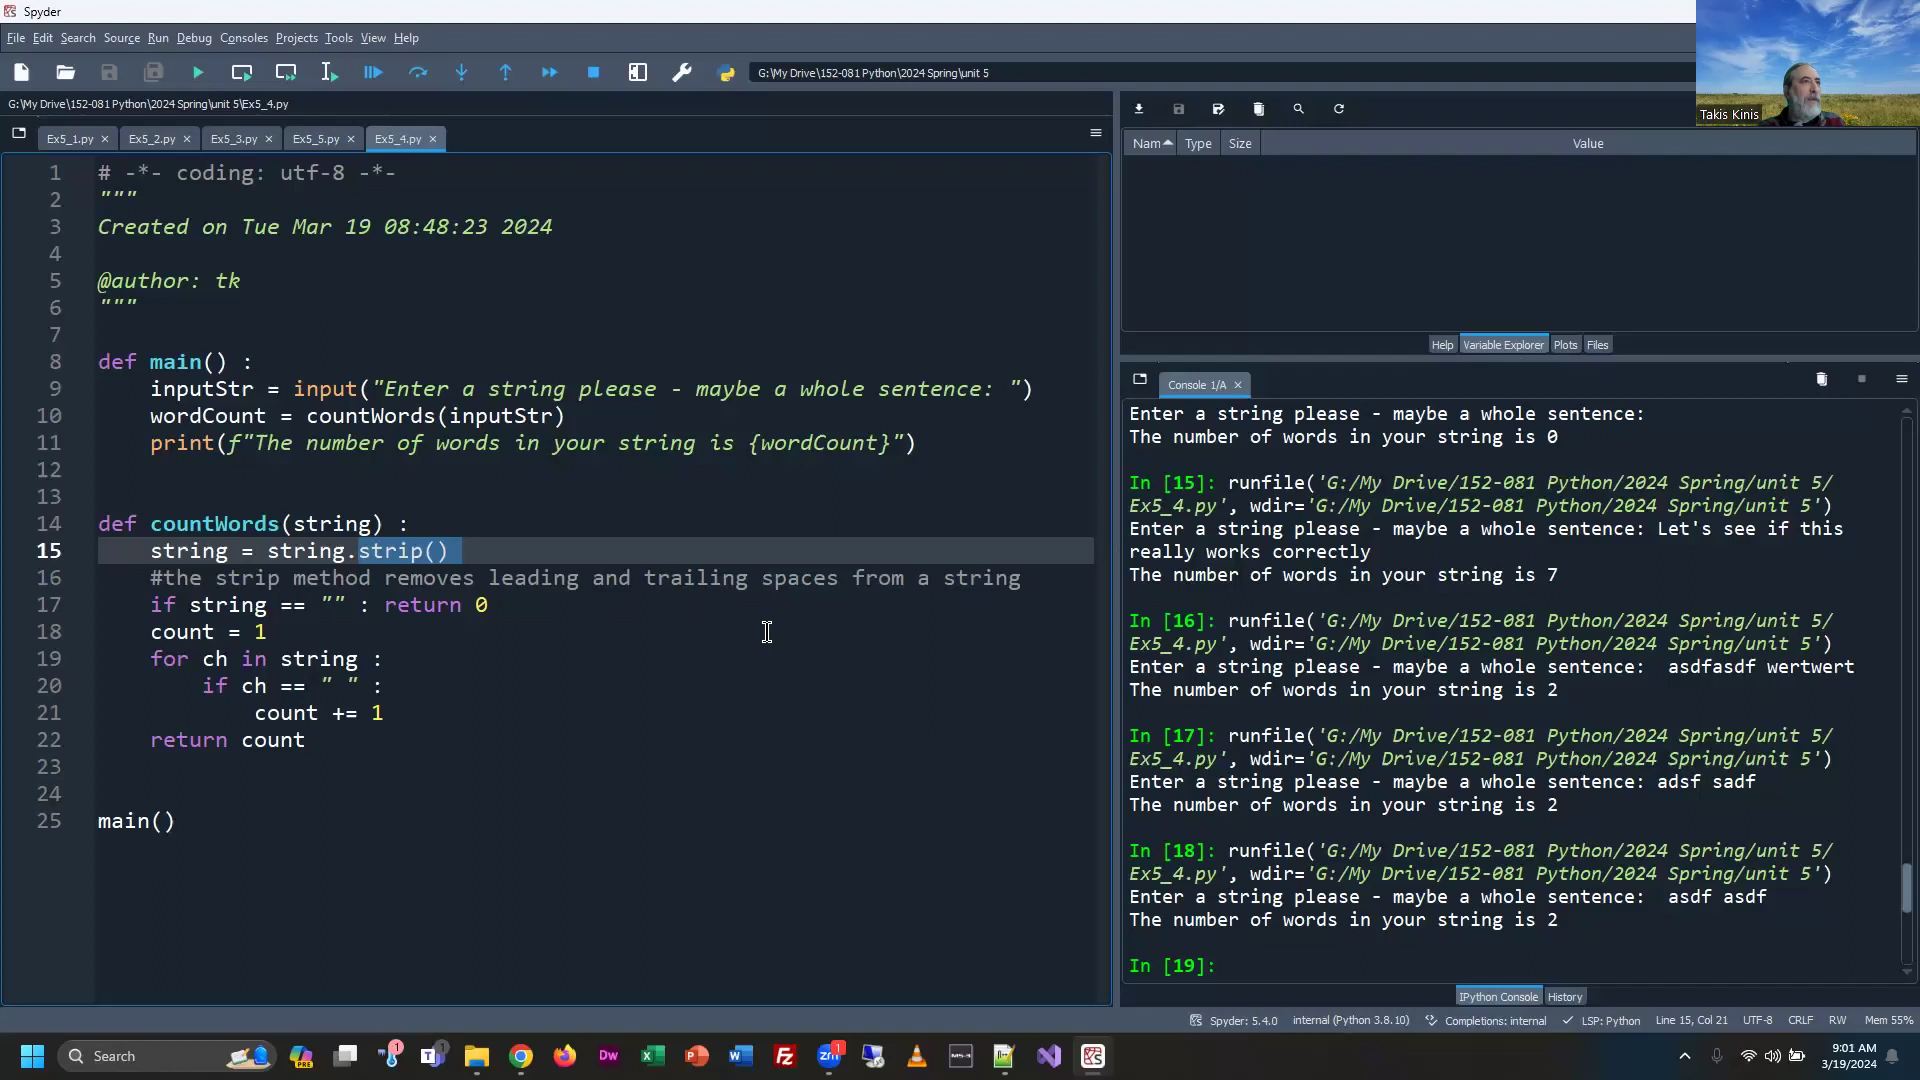 Spyder
File Edit Search Source Run Debug Consoles Projects Tools View Help
G:\My Drive\152-081 Python\2024 Spring\unit 5
Takis Kinis
G:\My Drive\152-081 Python\2024 Spring\unit 5\Ex5_4.py
Ex5_1.py Ex5_2.py Ex5_3.py Ex5_5.py Ex5_4.py
1 # -*- coding: utf-8 -*-
2 """
3 Created on Tue Mar 19 08:48:23 2024
4
5 @author: tk
6 """
7
8 def main() :
9 inputStr = input("Enter a string please - maybe a whole sentence: ")
10 wordCount = countWords(inputStr)
11 print(f"The number of words in your string is {wordCount}")
12
13
14 def countWords(string) :
15 string = string.strip()
16 #the strip method removes leading and trailing spaces from a string
17 if string == "" : return 0
18 count = 1
19 for ch in string :
20 if ch == " " :
21 count += 1
22 return count
23
24
25 main()
Nam Type Size Value
Help Variable Explorer Plots Files
Console 1/A
Enter a string please - maybe a whole sentence:
The number of words in your string is 0
In [15]: runfile('G:/My Drive/152-081 Python/2024 Spring/unit 5/
Ex5_4.py', wdir='G:/My Drive/152-081 Python/2024 Spring/unit 5')
Enter a string please - maybe a whole sentence: Let's see if this
really works correctly
The number of words in your string is 7
In [16]: runfile('G:/My Drive/152-081 Python/2024 Spring/unit 5/
Ex5_4.py', wdir='G:/My Drive/152-081 Python/2024 Spring/unit 5')
Enter a string please - maybe a whole sentence:  asdfasdf wertwert
The number of words in your string is 2
In [17]: runfile('G:/My Drive/152-081 Python/2024 Spring/unit 5/
Ex5_4.py', wdir='G:/My Drive/152-081 Python/2024 Spring/unit 5')
Enter a string please - maybe a whole sentence: adsf sadf
The number of words in your string is 2
In [18]: runfile('G:/My Drive/152-081 Python/2024 Spring/unit 5/
Ex5_4.py', wdir='G:/My Drive/152-081 Python/2024 Spring/unit 5')
Enter a string please - maybe a whole sentence:  asdf asdf
The number of words in your string is 2
In [19]:
IPython Console History
Spyder: 5.4.0 internal (Python 3.8.10) Completions: internal LSP: Python Line 15, Col 21 UTF-8 CRLF RW Mem 55%
Search PRE 1 1 Dw zm 1 9:01 AM
3/19/2024